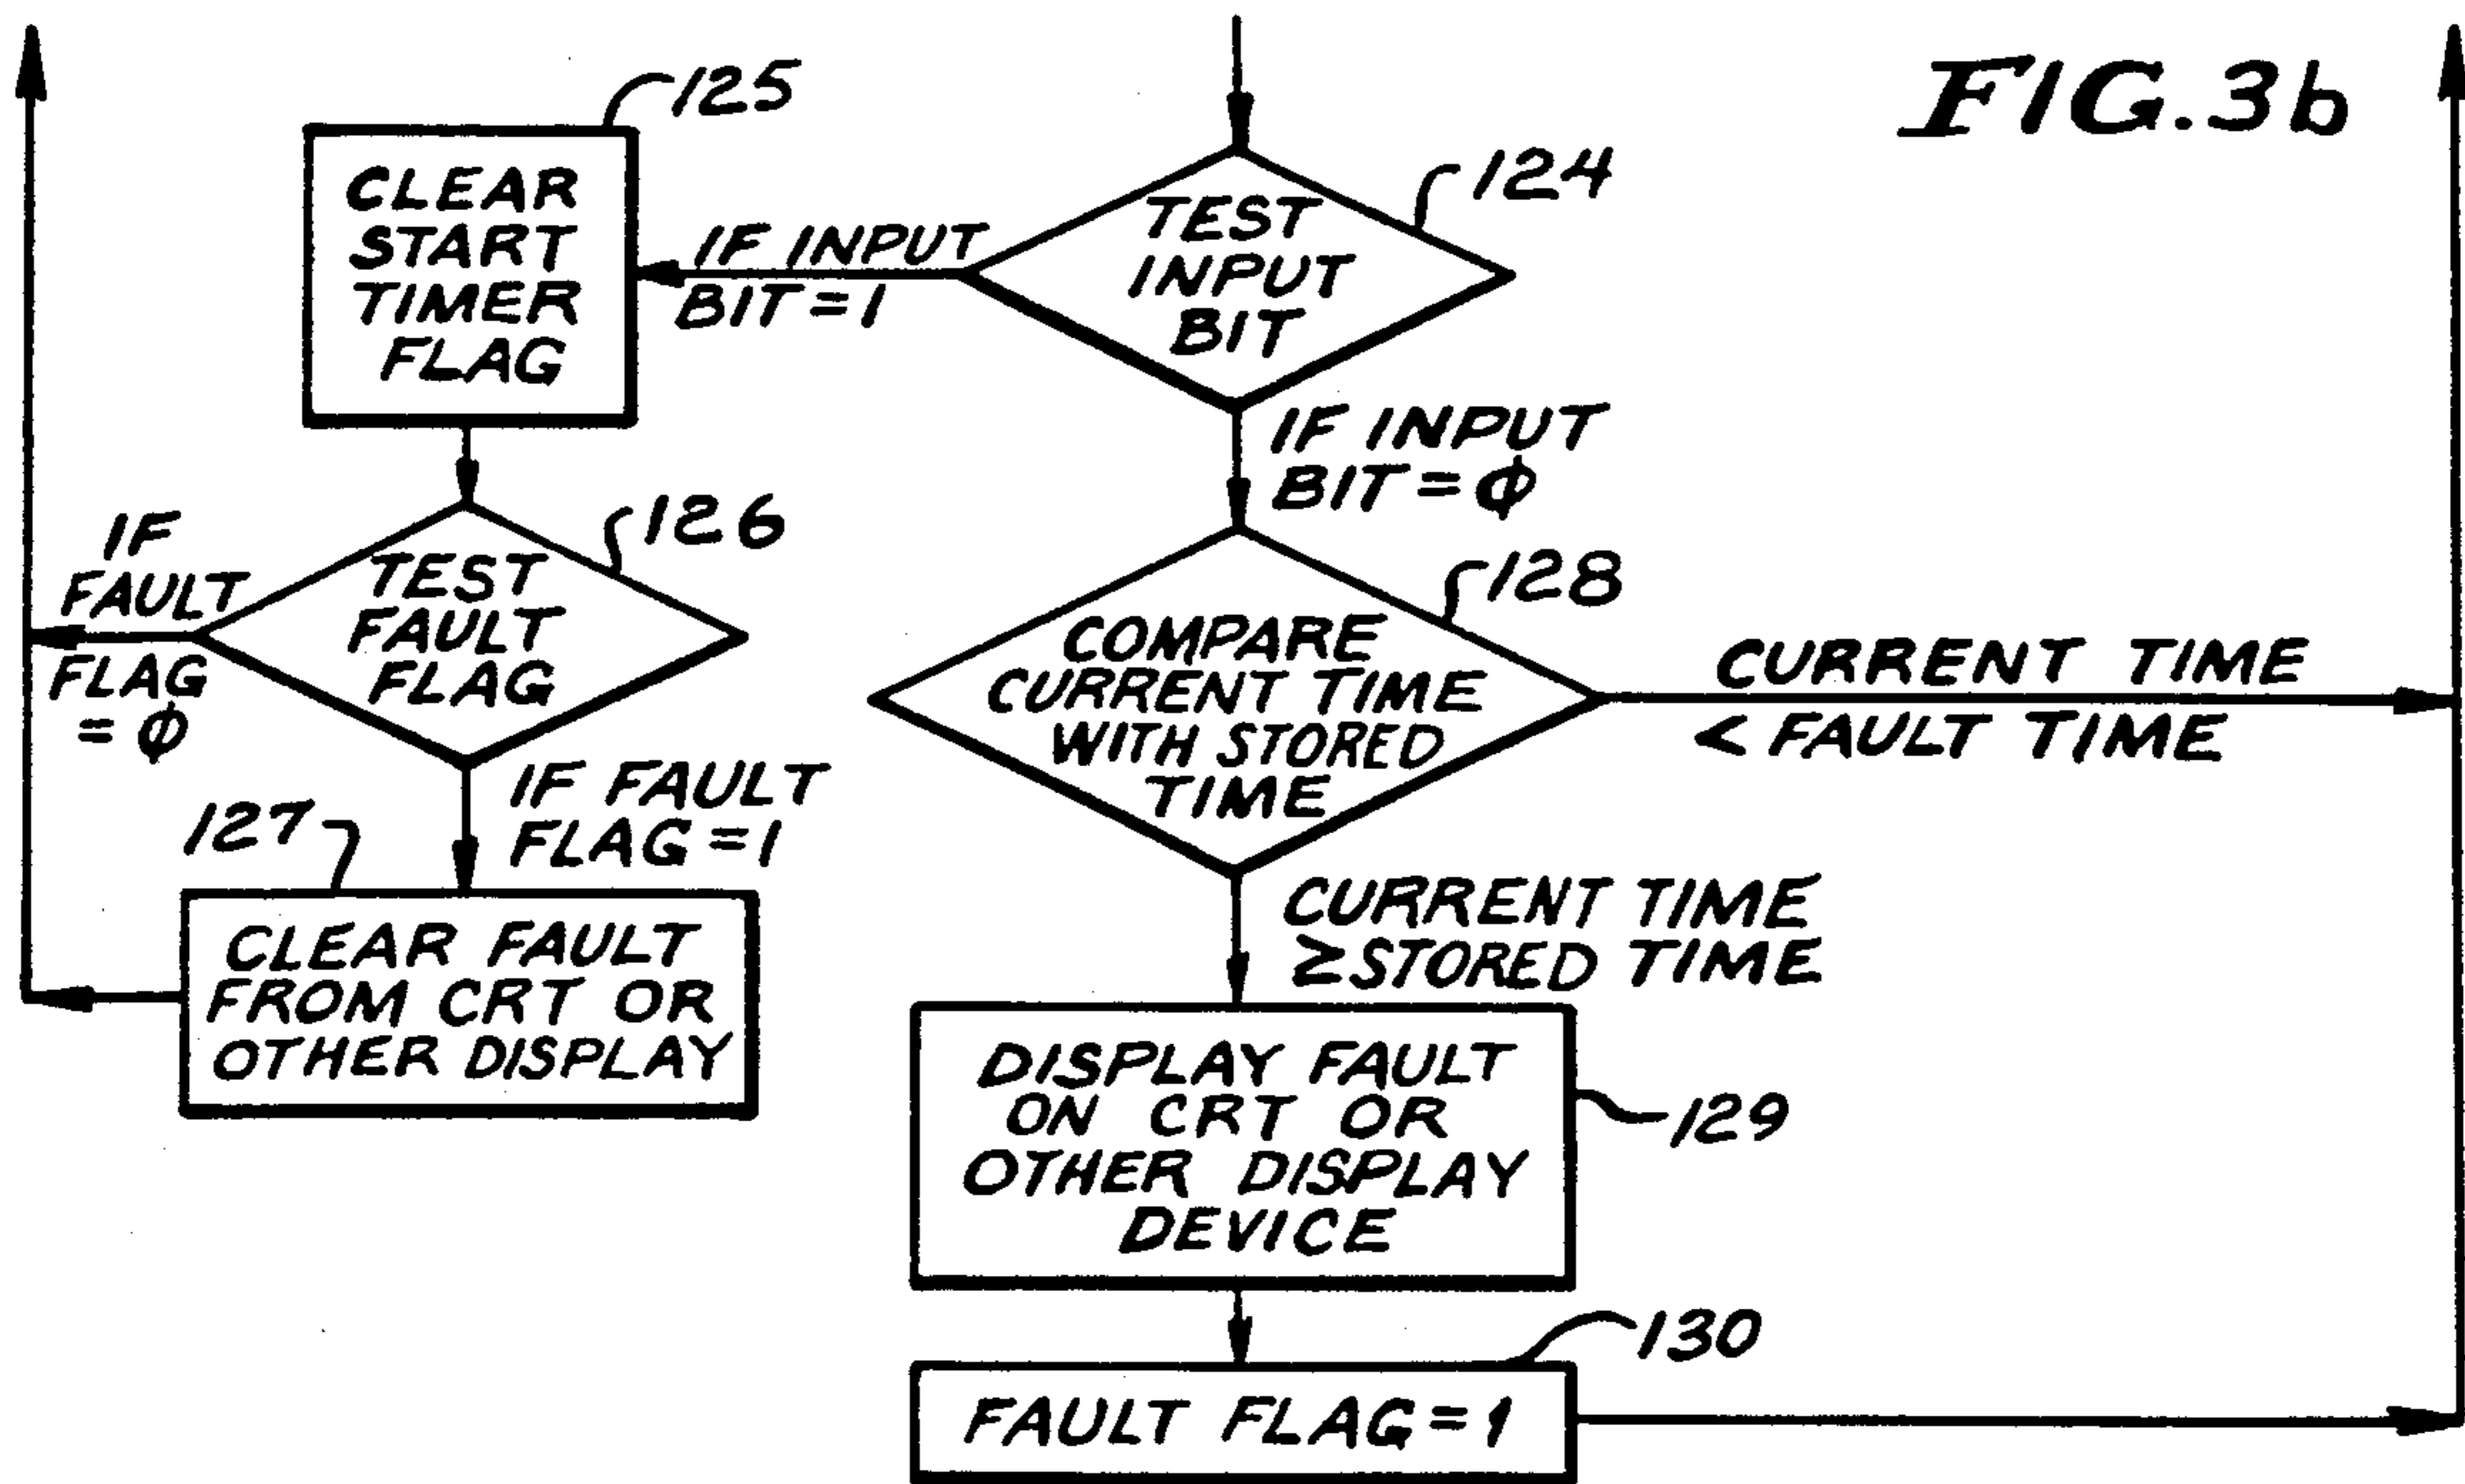 FIG. 3b
125
CLEAR
START
TIMER
FLAG
IF INPUT
BIT = 1
124
TEST
INPUT
BIT
IF INPUT
BIT = Φ
126
TEST
FAULT
FLAG
IF
FAULT
FLAG
= Φ
IF FAULT
FLAG = 1
127
CLEAR FAULT
FROM CRT OR
OTHER DISPLAY
128
COMPARE
CURRENT TIME
WITH STORED
TIME
CURRENT TIME
< FAULT TIME
CURRENT TIME
≥ STORED TIME
129
DISPLAY FAULT
ON CRT OR
OTHER DISPLAY
DEVICE
130
FAULT FLAG = 1